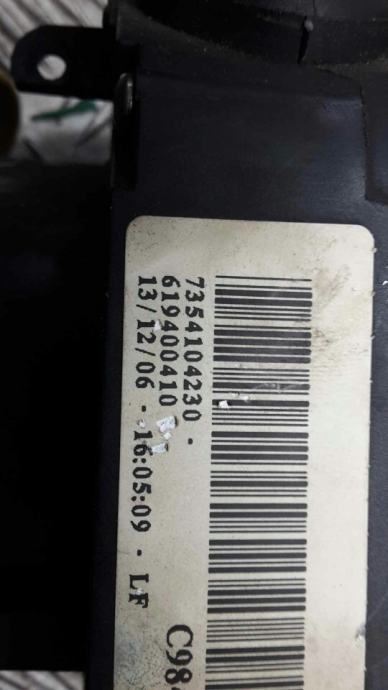 7354104230 -
619400410
13/12/06 - 16:05:09 - LF
C98